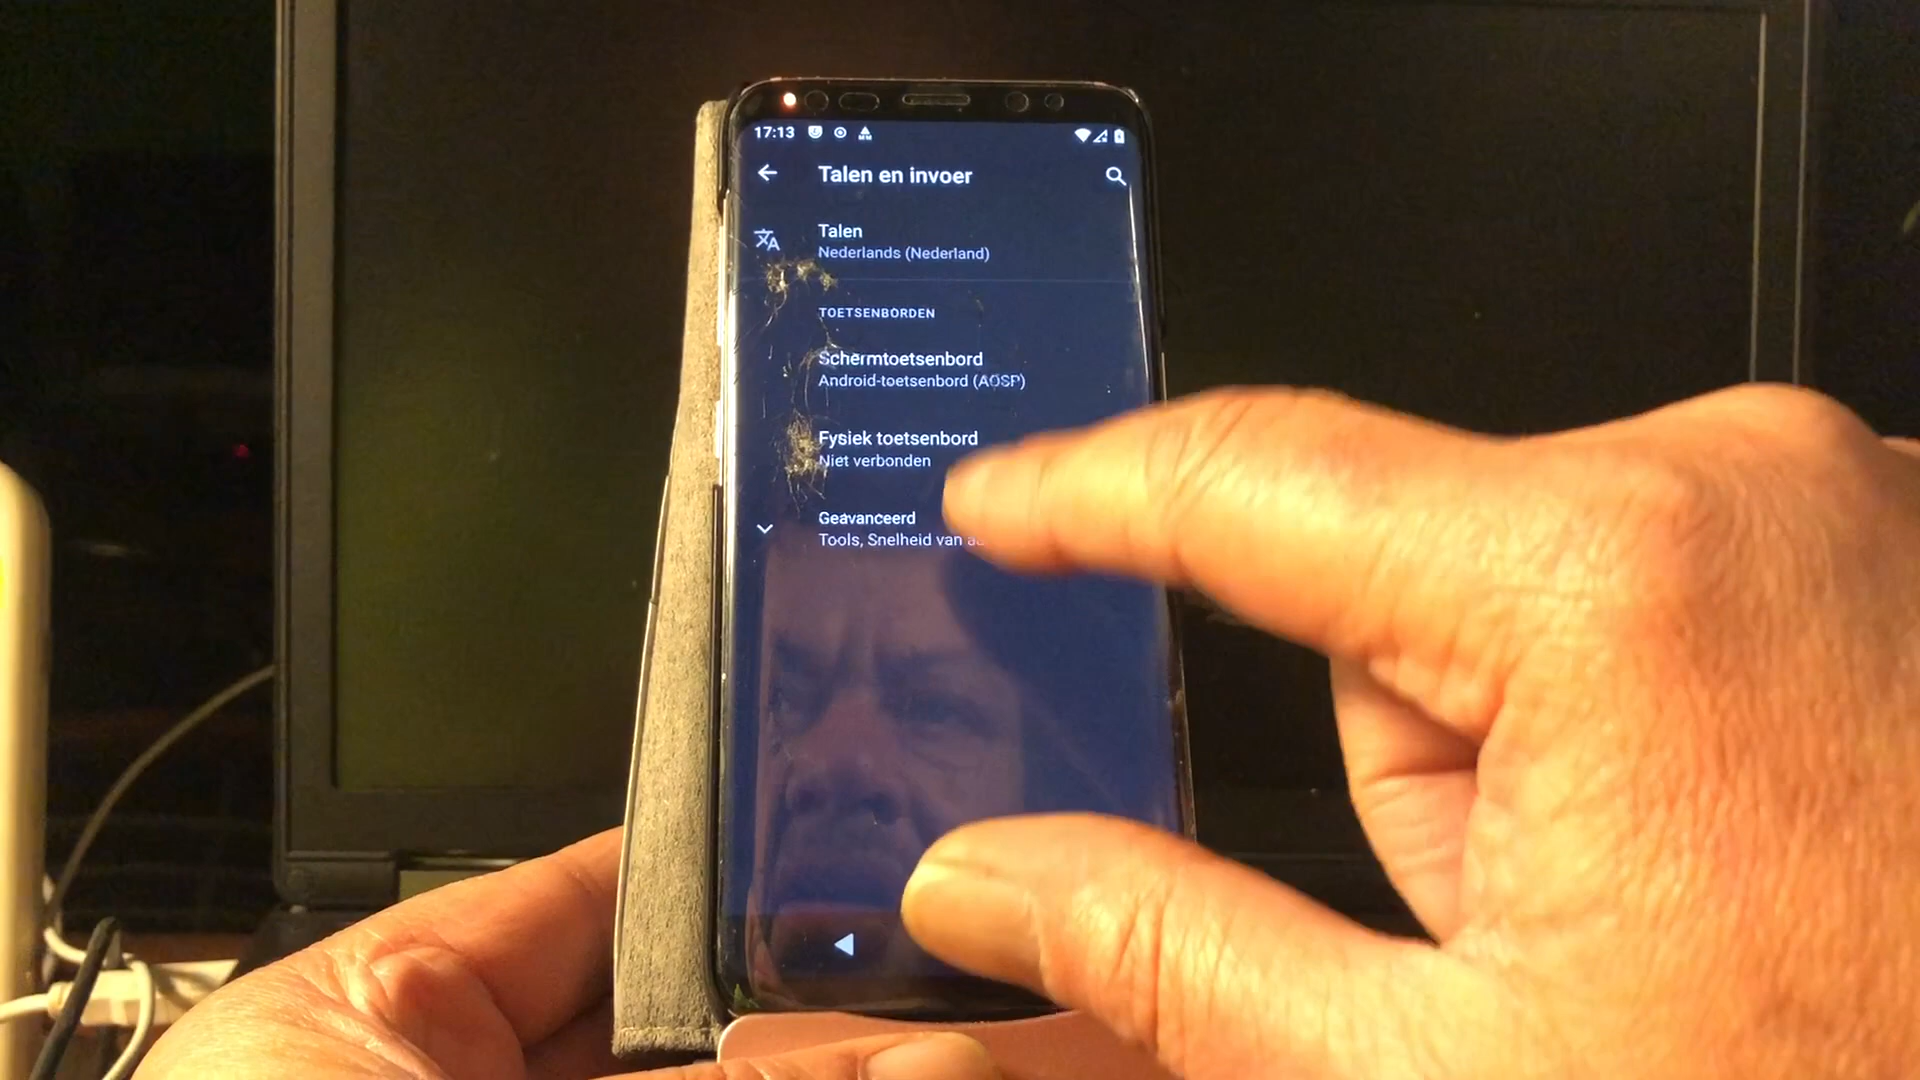 17:13
Talen en invoer
Talen
Nederlands (Nederland)
TOETSENBORDEN
Schermtoetsenbord
Android-toetsenbord (AOSP)
Fysiek toetsenbord
Niet verbonden
Geavanceerd
Tools, Snelheid van